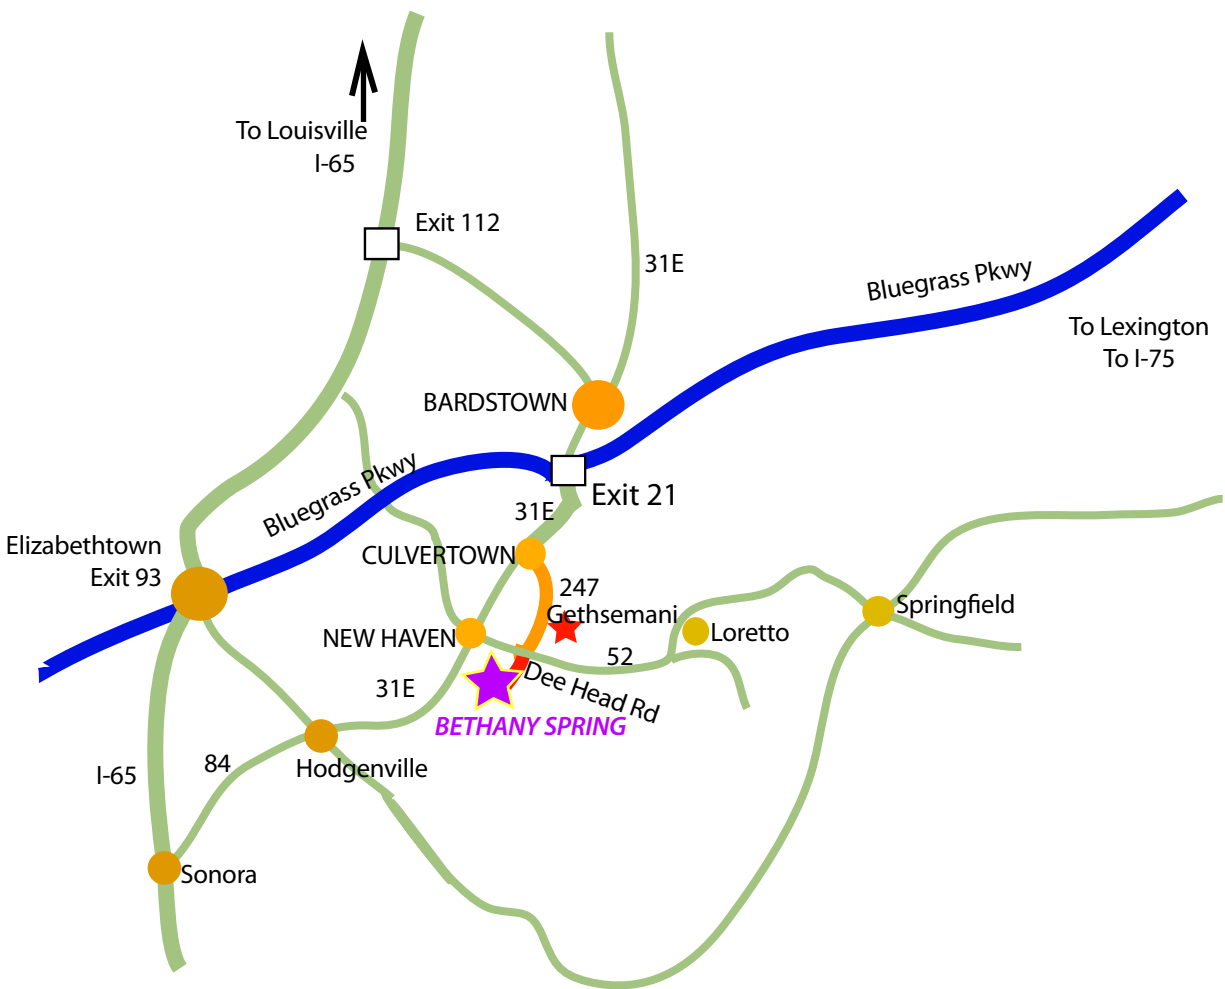 To Louisville
I-65
Exit 112
31E
Bluegrass Pkwy
To Lexington
To I-75
BARDSTOWN
Bluegrass Pkwy
Exit 21
31E
Elizabethtown
Exit 93
CULVERTOWN
247
Gethsemani
Springfield
NEW HAVEN
Loretto
52
Dee Head Rd
31E
BETHANY SPRING
84
Hodgenville
I-65
Sonora